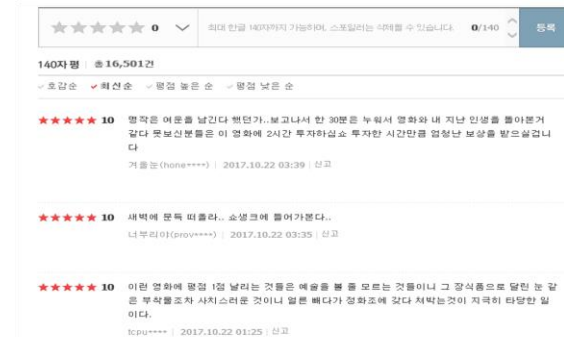 0 최대 한글 140자까지 가능하며, 스포일러는 삭제될 수 있습니다. 0/140 등록
140자 평 총 16,501건
호감순 최신순 평점 높은 순 평점 낮은 순
10 명작은 여운을 남긴다 했던가..보고나서 한 30분은 누워서 영화와 내 지난 인생을 돌아본거
같다 못보신분들은 이 영화에 2시간 투자하십쇼 투자한 시간만큼 엄청난 보상을 받으실겁니
다
겨울눈(hone****) 2017.10.22 03:39 신고
10 새벽에 문득 떠올라.. 쇼생크에 들어가본다..
너부리야(prov****) 2017.10.22 03:35 신고
10 이런 영화에 평점 1점 날리는 것들은 예술을 볼 줄 모르는 것들이니 그 장식품으로 달린 눈 같
은 부착물조차 사치스러운 것이니 얼른 빼다가 정화조에 갖다 쳐박는것이 지극히 타당한 일
이다.
tcpu**** 2017.10.22 01:25 신고